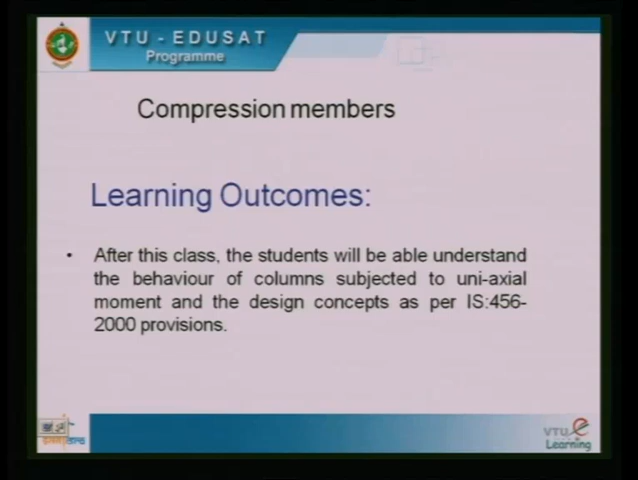 VTU - EDUSAT
Programme
Compression members
Learning Outcomes:
• After this class, the students will be able understand
the behaviour of columns subjected to uni-axial
moment and the design concepts as per IS:456-
2000 provisions.
VTU e
Learning